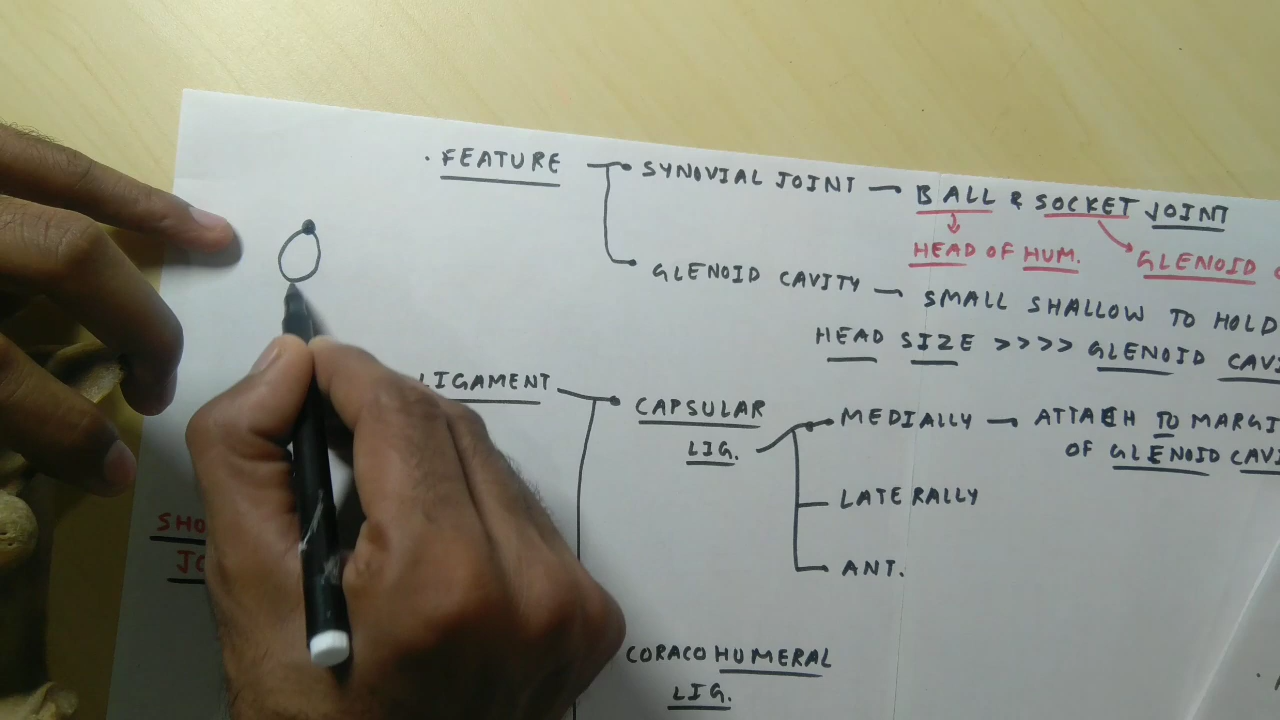 . FEATURE
SYNOVIAL JOINT — BALL & SOCKET JOINT
HEAD OF HUM.
GLENOID
GLENOID CAVITY — SMALL SHALLOW TO HOLD
HEAD SIZE >>>> GLENOID
LIGAMENT
CAPSULAR
LIG.
MEDIALLY — ATTACH TO
OF GLENOID
LATERALLY
ANT.
CORACO HUMERAL
LIG.